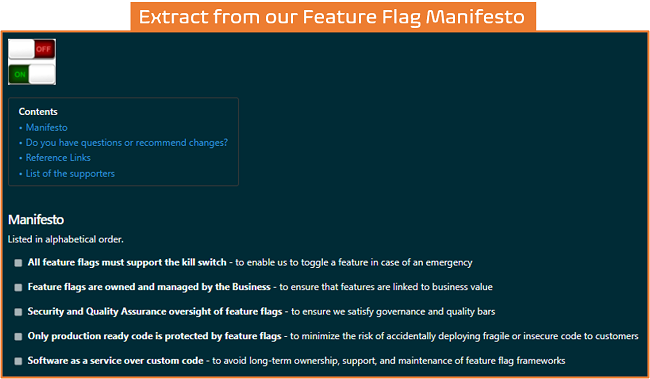 Extract from our Feature Flag Manifesto
OFF
ON
Contents
• Manifesto
• Do you have questions or recommend changes?
• Reference Links
• List of the supporters
Manifesto
Listed in alphabetical order.
All feature flags must support the kill switch - to enable us to toggle a feature in case of an emergency
Feature flags are owned and managed by the Business - to ensure that features are linked to business value
Security and Quality Assurance oversight of feature flags - to ensure we satisfy governance and quality bars
Only production ready code is protected by feature flags - to minimize the risk of accidentally deploying fragile or insecure code to customers
Software as a service over custom code - to avoid long-term ownership, support, and maintenance of feature flag frameworks